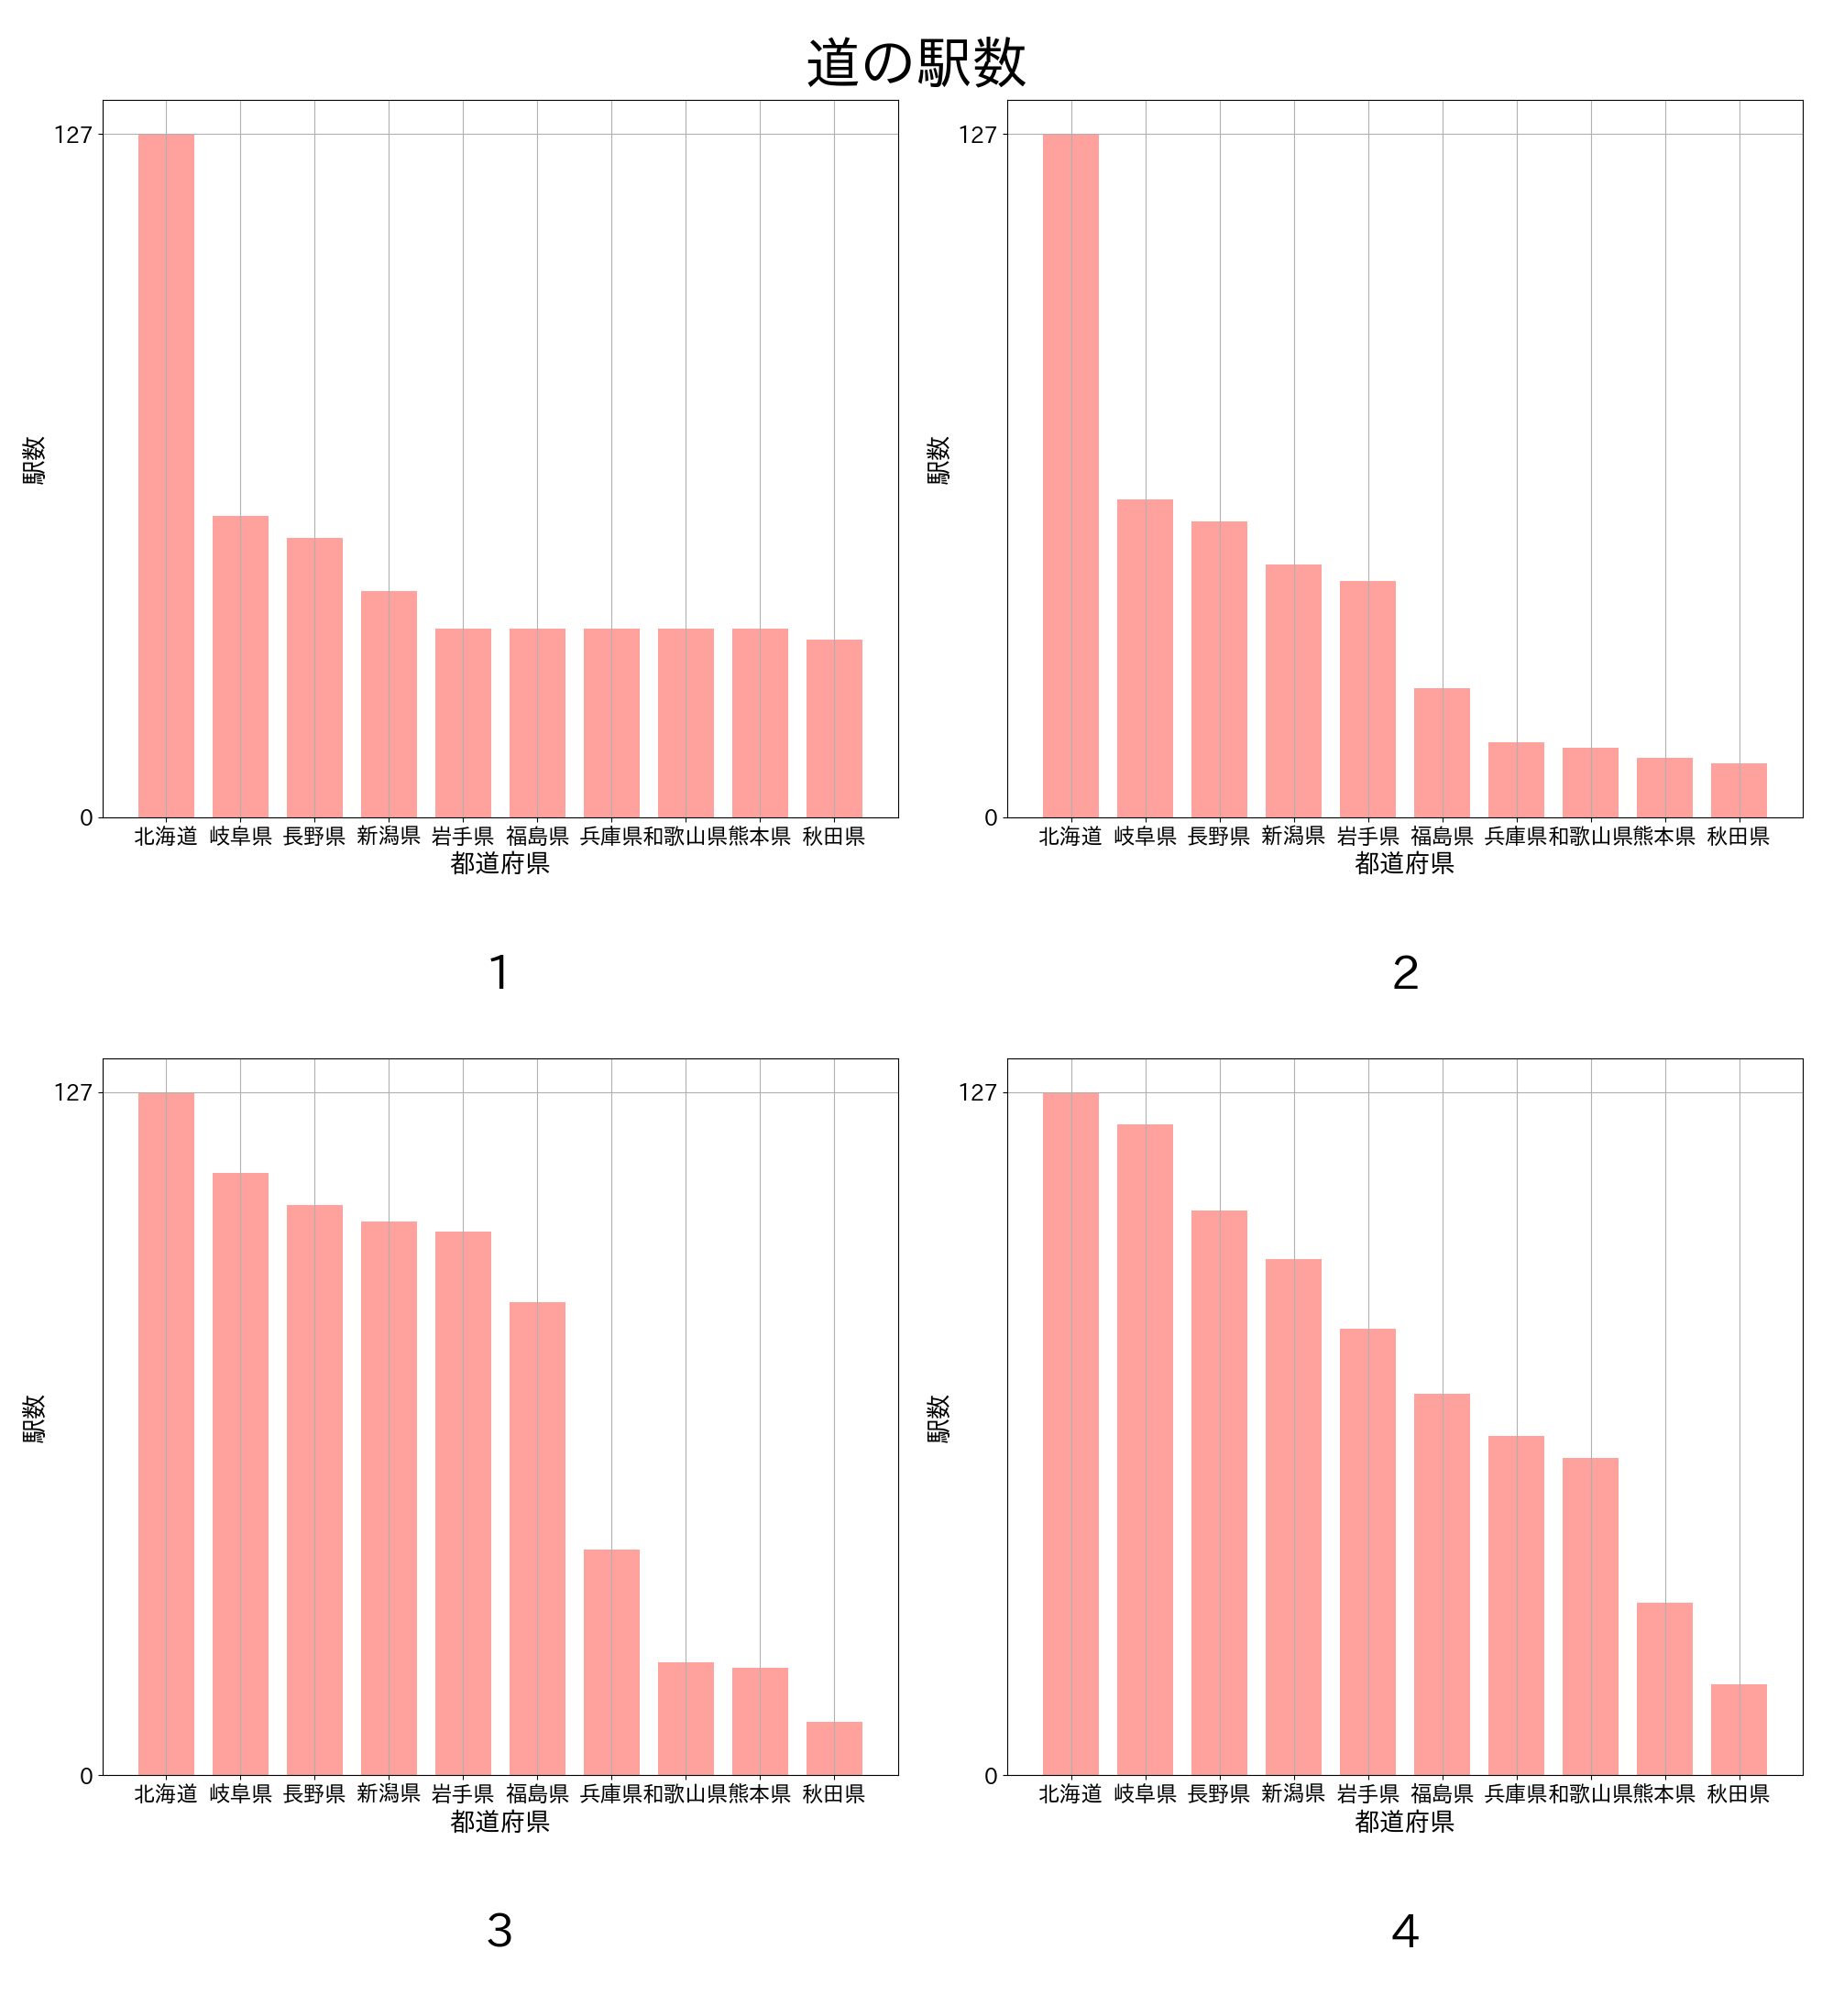 道の駅数
127
駅数
0
北海道 岐阜県 長野県 新潟県 岩手県 福島県 兵庫県 和歌山県 熊本県 秋田県
都道府県
1
127
駅数
0
北海道 岐阜県 長野県 新潟県 岩手県 福島県 兵庫県 和歌山県 熊本県 秋田県
都道府県
2
127
駅数
0
北海道 岐阜県 長野県 新潟県 岩手県 福島県 兵庫県 和歌山県 熊本県 秋田県
都道府県
3
127
駅数
0
北海道 岐阜県 長野県 新潟県 岩手県 福島県 兵庫県 和歌山県 熊本県 秋田県
都道府県
4